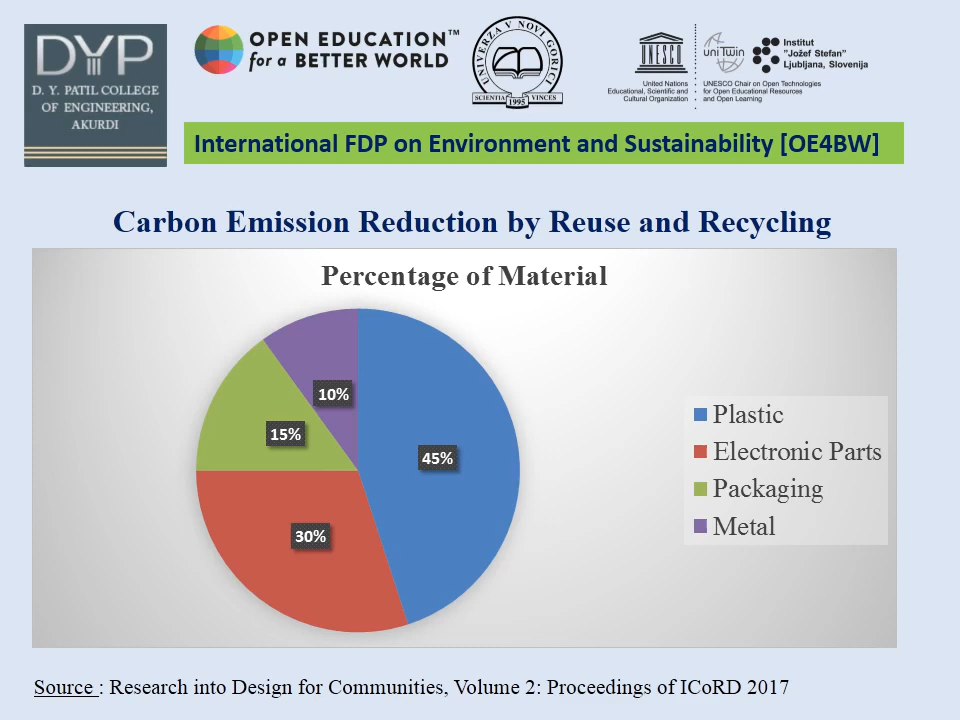 DYP
D. Y. PATIL COLLEGE
OF ENGINEERING,
AKURDI
OPEN EDUCATION™
for a BETTER WORLD
UNIVERZA V NOVI GORICI
SCIENTIA VINCES
1995
UNESCO
United Nations
Educational, Scientific and
Cultural Organization
uniTwin
Institut
"Jožef Stefan"
Ljubljana, Slovenija
UNESCO Chair on Open Technologies
for Open Educational Resources
and Open Learning
International FDP on Environment and Sustainability [OE4BW]
Carbon Emission Reduction by Reuse and Recycling
Percentage of Material
10%
15%
45%
30%
Plastic
Electronic Parts
Packaging
Metal
Source : Research into Design for Communities, Volume 2: Proceedings of ICoRD 2017